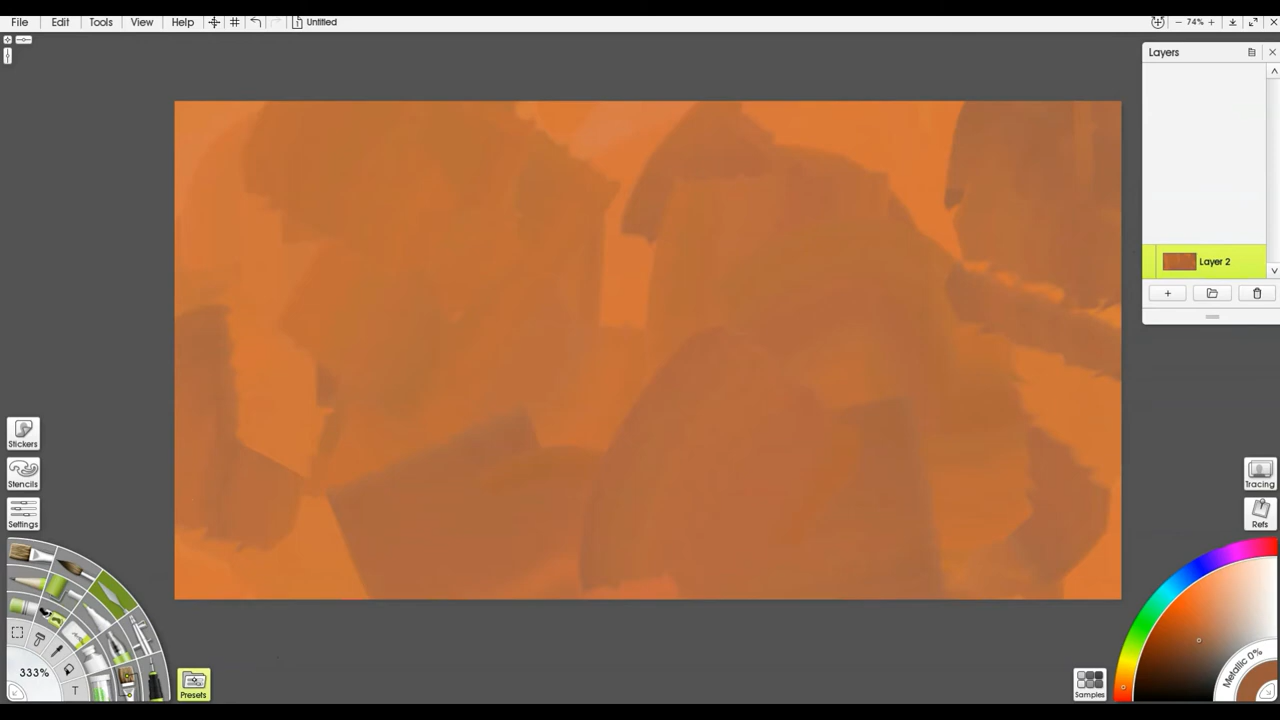 File Edit Tools View Help Untitled 74%
Layers
Layer 2
Stickers
Stencils
Settings
Tracing
Refs
333%
T
Presets
Samples
Metallic 0%